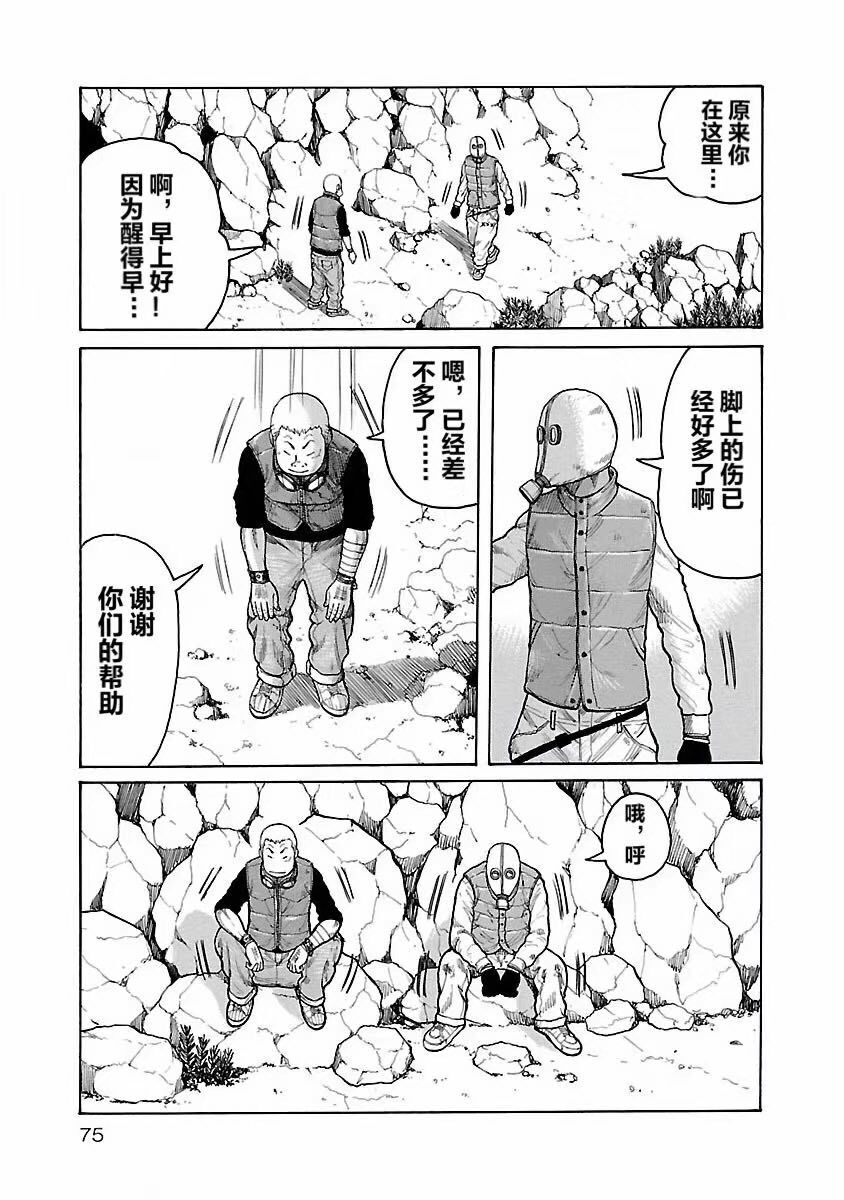 原来你
在这里…
啊，早上好！
因为醒得早…
脚上的伤已
经好多了啊
嗯，已经差
不多了……
谢谢
你们的帮助
哦，呼
75